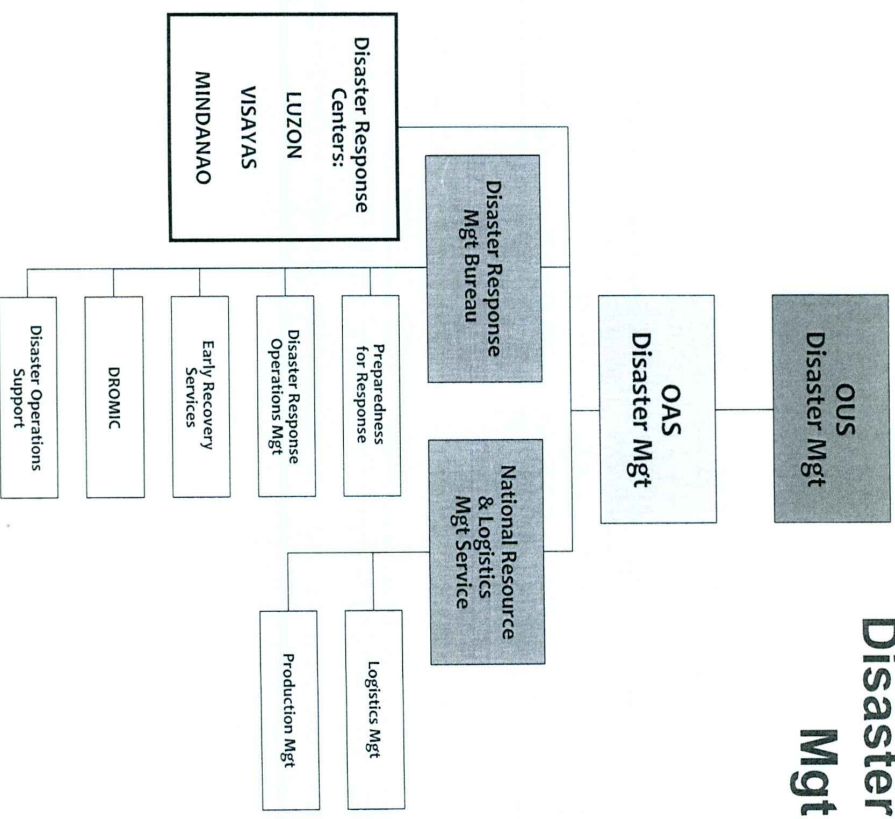 Disaster
Mgt
OUS
Disaster Mgt
OAS
Disaster Mgt
Disaster Response
Centers:
LUZON
VISAYAS
MINDANAO
Disaster Response
Mgt Bureau
National Resource
& Logistics
Mgt Service
Preparedness
for Response
Disaster Response
Operations Mgt
Early Recovery
Services
DROMIC
Disaster Operations
Support
Logistics Mgt
Production Mgt